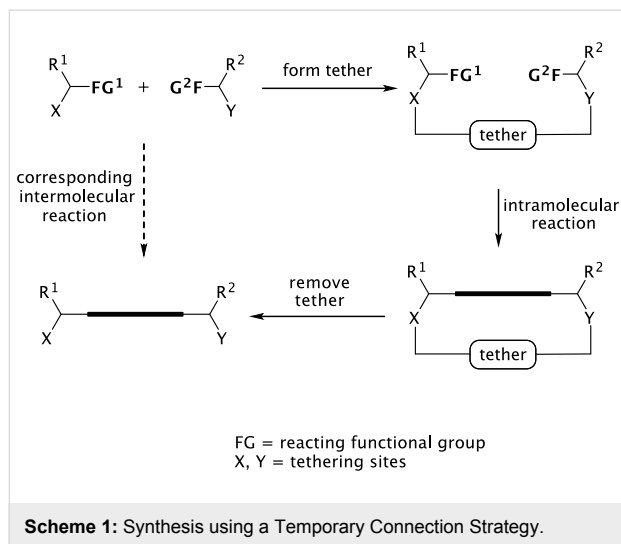 R¹
FG¹
X
+
R²
G²F
Y
form tether
R¹
FG¹
X
R²
G²F
Y
tether
corresponding
intermolecular
reaction
intramolecular
reaction
R¹
X
R²
Y
remove
tether
R¹
X
R²
Y
tether
FG = reacting functional group
X, Y = tethering sites
Scheme 1: Synthesis using a Temporary Connection Strategy.